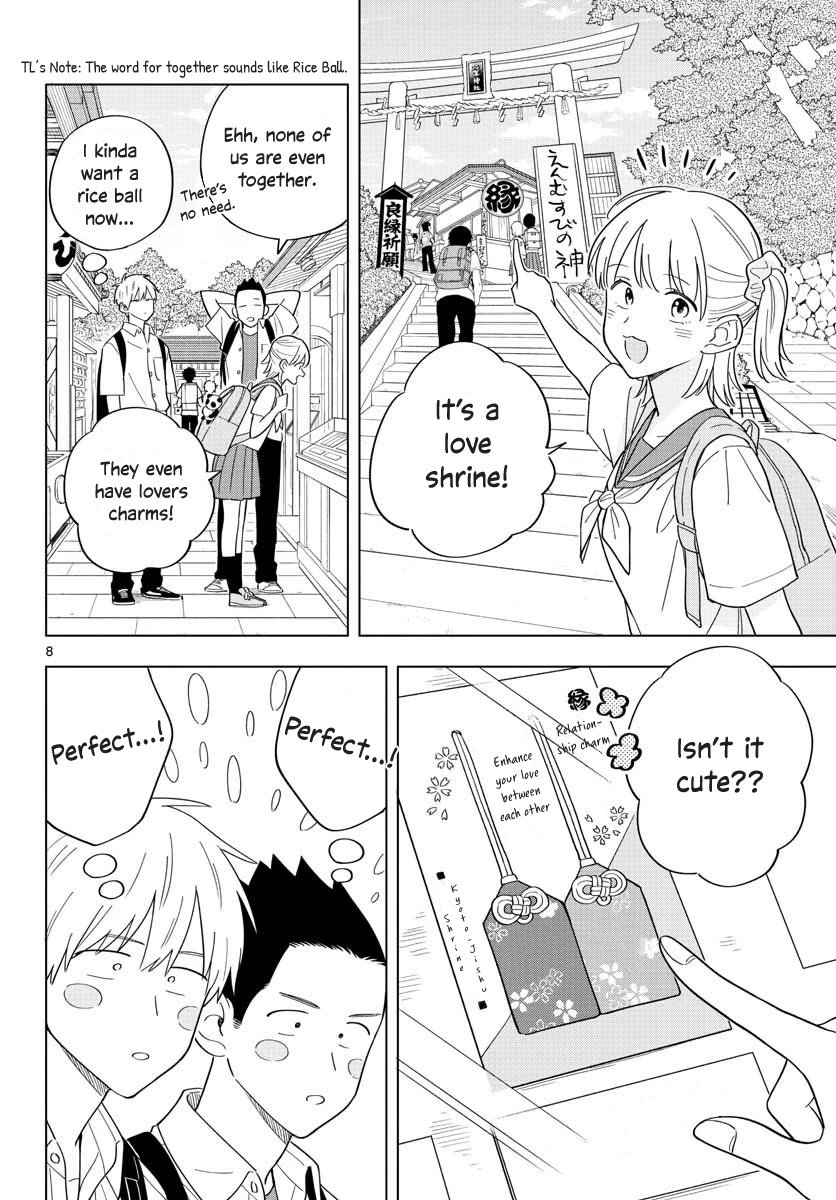 TL's Note: The word for together sounds like Rice Ball.
えんむすびの神
縁
良縁祈願
It's a
love
shrine!
Ehh, none of
us are even
together.
There's
no need.
I kinda
want a
rice ball
now...
び
They even
have lovers
charms!
8
Isn't it
cute??
縁
Relation-
ship charm
Enhance
your love
between
each other
Kyoto-Jishu
Shrine
Perfect...!
Perfect...!